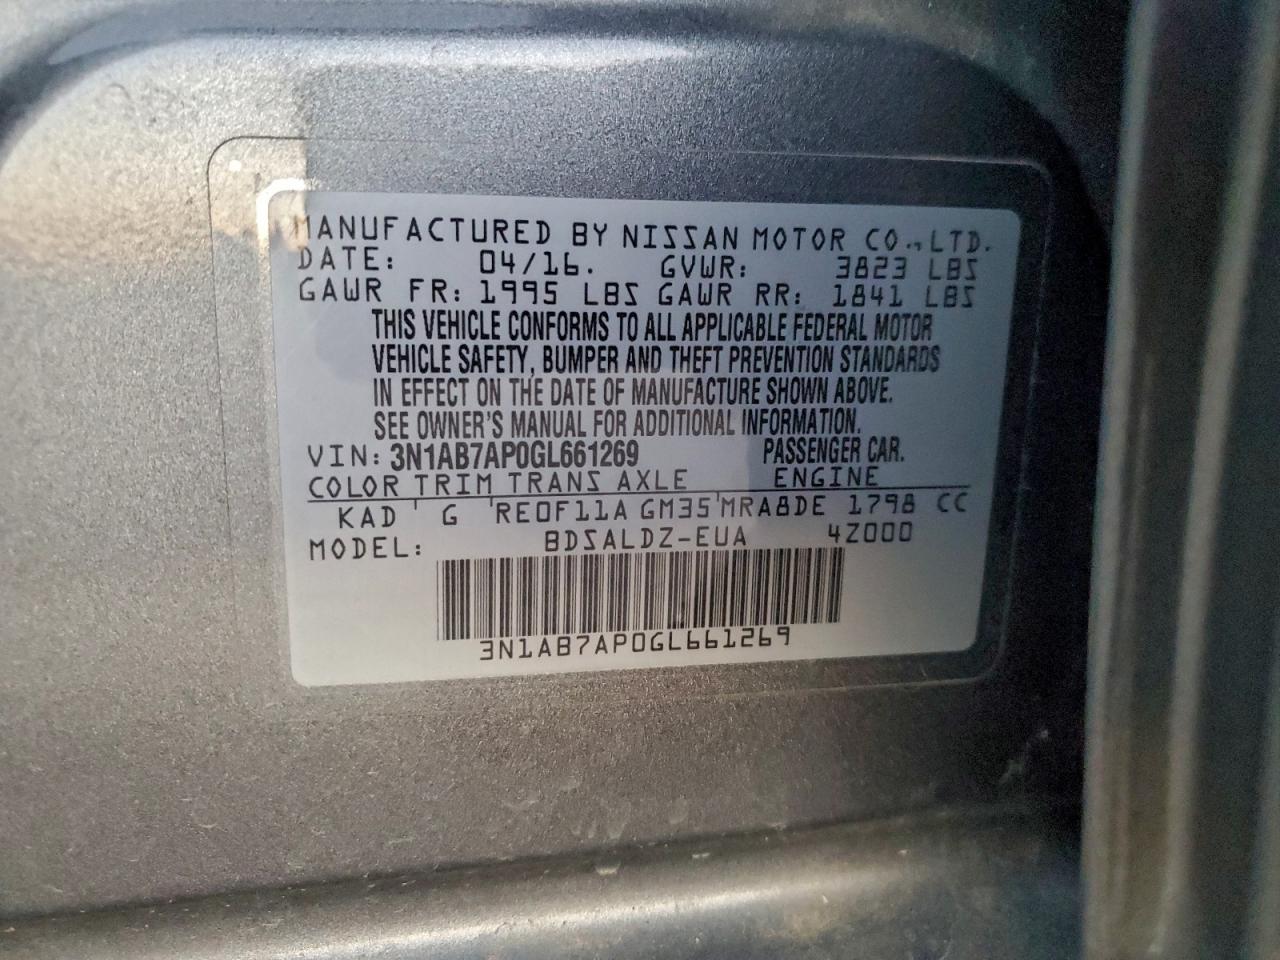 MANUFACTURED BY NISSAN MOTOR CO., LTD.
DATE: 04/16. GVWR: 3823 LBS
GAWR FR: 1995 LBS GAWR RR: 1841 LBS
THIS VEHICLE CONFORMS TO ALL APPLICABLE FEDERAL MOTOR
VEHICLE SAFETY, BUMPER AND THEFT PREVENTION STANDARDS
IN EFFECT ON THE DATE OF MANUFACTURE SHOWN ABOVE.
SEE OWNER'S MANUAL FOR ADDITIONAL INFORMATION.
VIN: 3N1AB7AP0GL661269 PASSENGER CAR.
COLOR TRIM TRANS AXLE ENGINE
KAD ' G ' RE0F11A GM35 ' MRA8DE 1798 CC
MODEL: BDSALDZ-EUA 4Z000
3N1AB7AP0GL661269